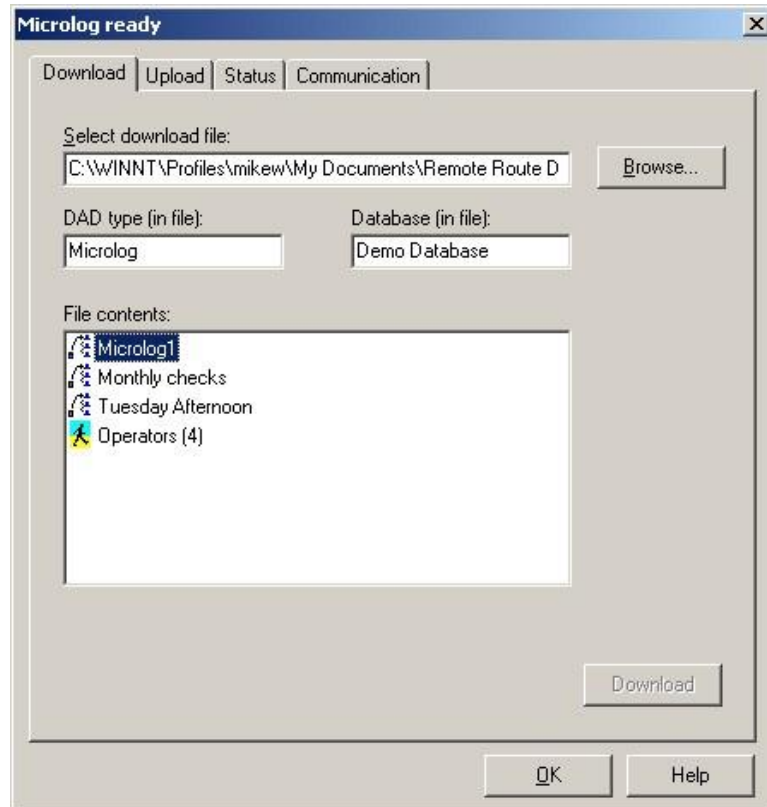 Microlog ready
Download Upload Status Communication
Select download file:
C:\WINNT\Profiles\mikew\My Documents\Remote Route D
Browse...
DAD type (in file): Database (in file):
Microlog Demo Database
File contents:
Microlog1
Monthly checks
Tuesday Afternoon
Operators (4)
Download
OK Help